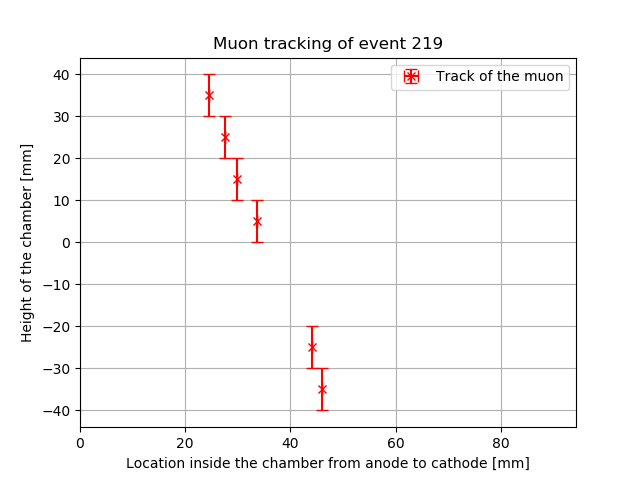 Muon tracking of event 219
Track of the muon
40
30
20
10
0
−10
−20
−30
−40
Height of the chamber [mm]
0 20 40 60 80
Location inside the chamber from anode to cathode [mm]